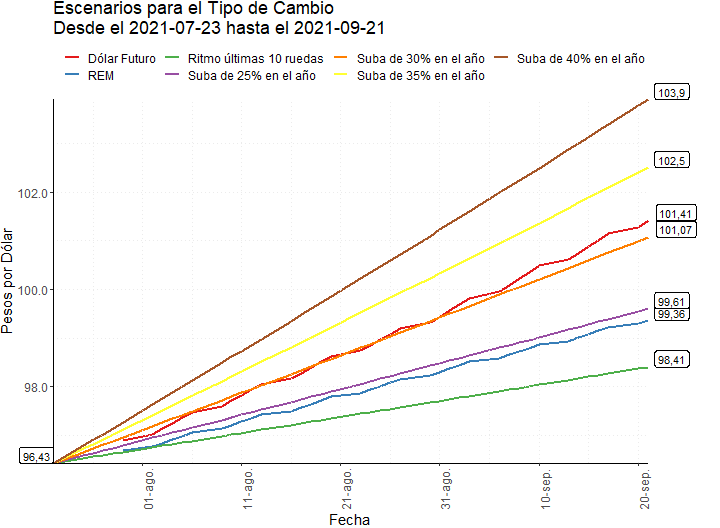 Escenarios para el Tipo de Cambio
Desde el 2021-07-23 hasta el 2021-09-21
Dólar Futuro Ritmo últimas 10 ruedas Suba de 30% en el año Suba de 40% en el año
REM Suba de 25% en el año Suba de 35% en el año
103,9
102,5
102.0
101,41
101,07
100.0
99,61
99,36
98,41
98.0
96,43
Pesos por Dólar
01-ago.
11-ago.
21-ago.
31-ago.
10-sep.
20-sep.
Fecha